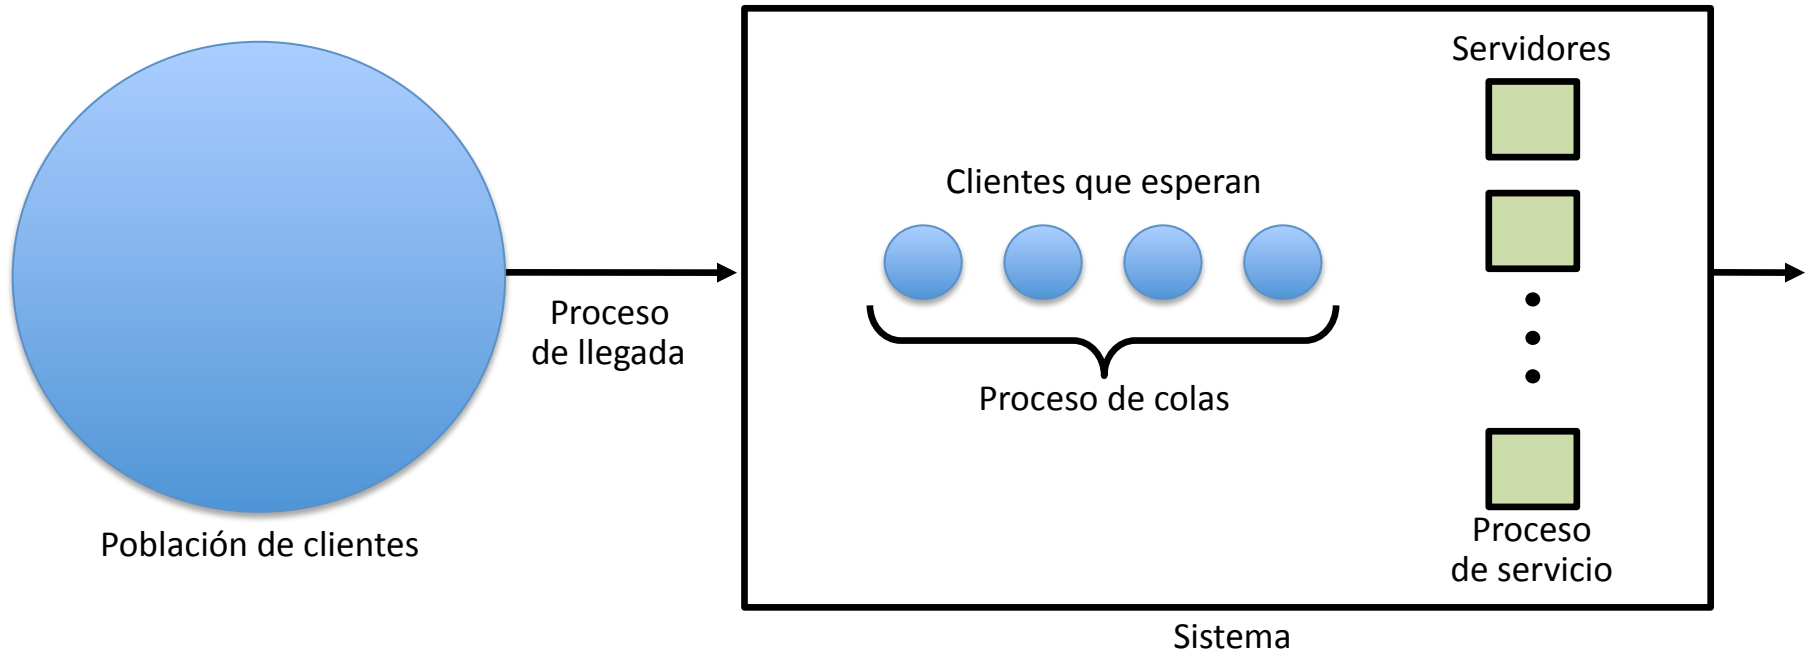 Servidores
Clientes que esperan
Proceso
de llegada
Proceso de colas
Población de clientes
Proceso
de servicio
Sistema